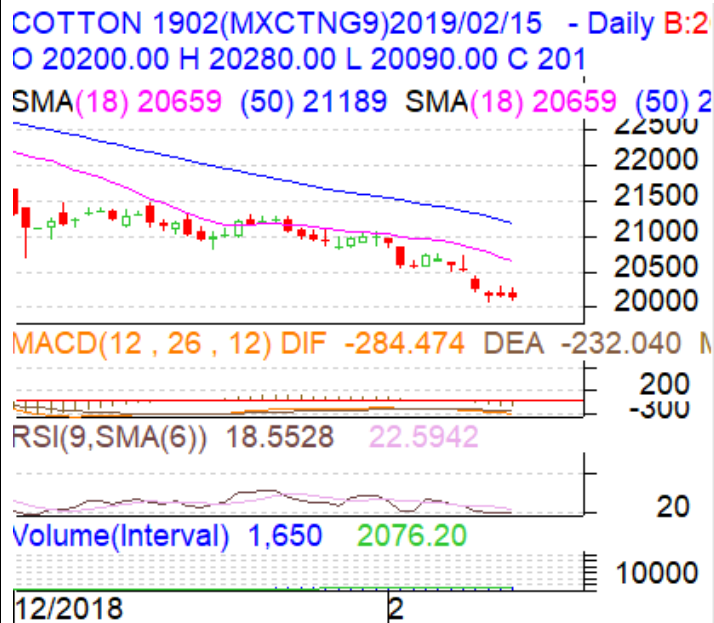 COTTON 1902(MXCTNG9)2019/02/15 - Daily B:2
O 20200.00 H 20280.00 L 20090.00 C 201
SMA(18) 20659 (50) 21189 SMA(18) 20659 (50) 2
22500
22000
21500
21000
20500
20000
MACD(12 , 26 , 12) DIF -284.474 DEA -232.040 M
200
-300
RSI(9,SMA(6)) 18.5528 22.5942
20
Volume(Interval) 1,650 2076.20
10000
12/2018 2